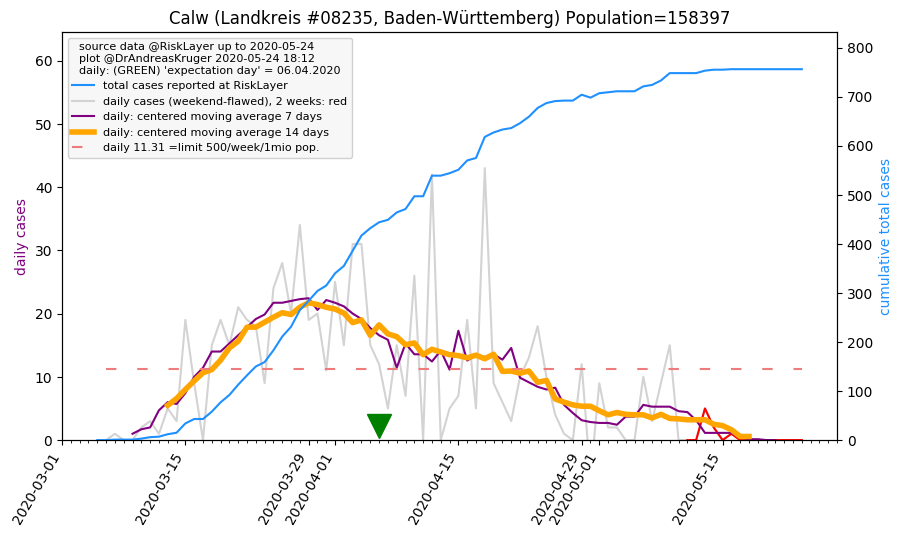 Calw (Landkreis #08235, Baden-Württemberg) Population=158397
source data @RiskLayer up to 2020-05-24
plot @DrAndreasKruger 2020-05-24 18:12
daily: (GREEN) 'expectation day' = 06.04.2020
total cases reported at RiskLayer
daily cases (weekend-flawed), 2 weeks: red
daily: centered moving average 7 days
daily: centered moving average 14 days
daily 11.31 =limit 500/week/1mio pop.
daily cases
60
50
40
30
20
10
0
cumulative total cases
800
700
600
500
400
300
200
100
0
2020-03-01
2020-03-15
2020-03-29
2020-04-01
2020-04-15
2020-04-29
2020-05-01
2020-05-15